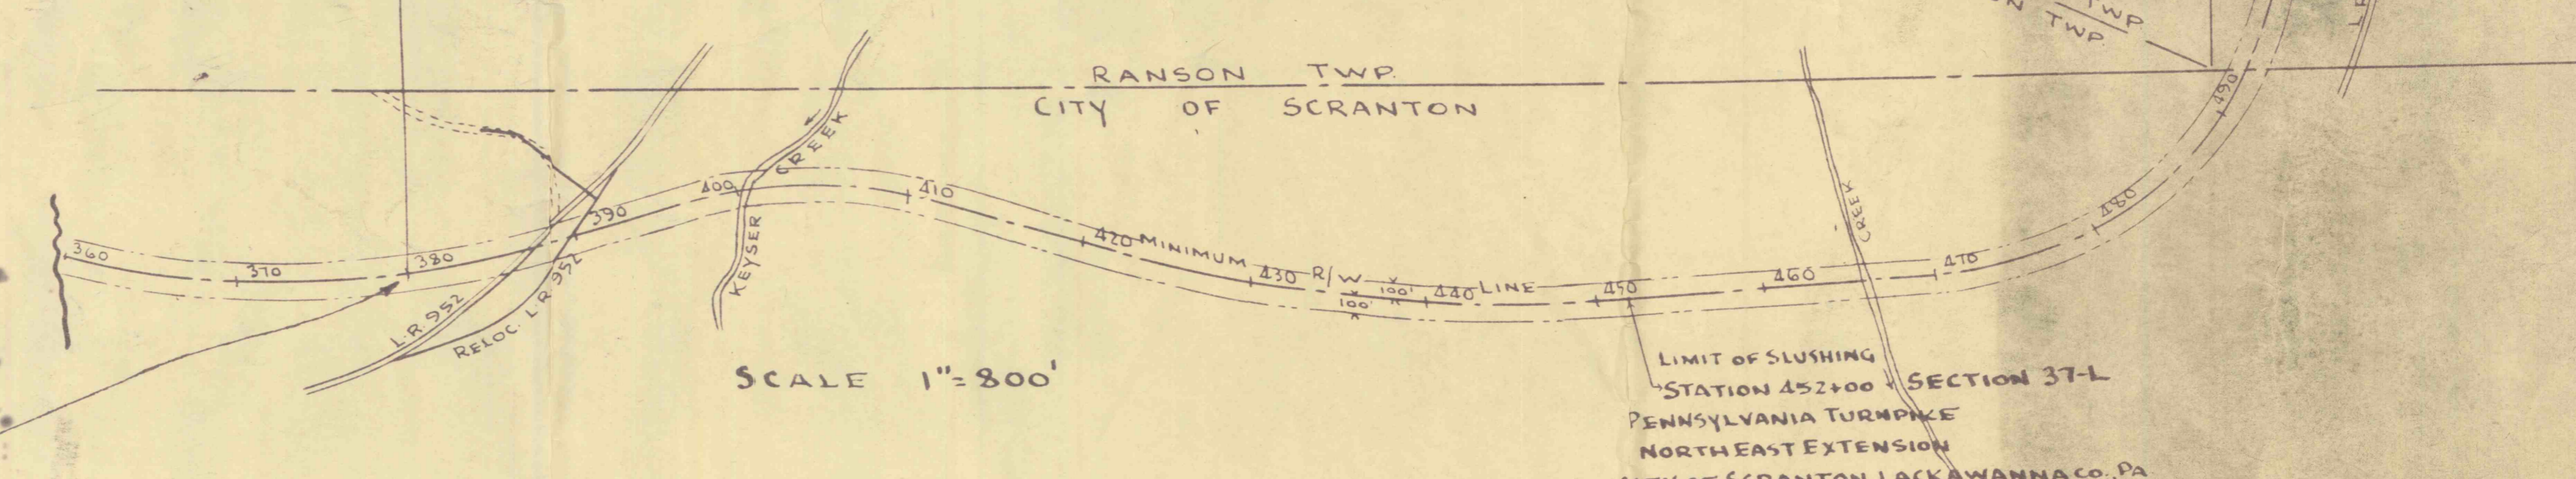 TWP
TWP.
RANSON TWP.
CITY OF SCRANTON
KEYSER CREEK
CREEK
360
370
380
390
400
410
420
MINIMUM R/W LINE
430
100'
100'
440
450
460
470
480
490
L.R. 952
RELOC. L.R. 952
SCALE 1"=800'
LIMIT OF SLUSHING
STATION 452+00 SECTION 37-L
PENNSYLVANIA TURNPIKE
NORTH EAST EXTENSION
OF SCRANTON LACKAWANNA CO., PA